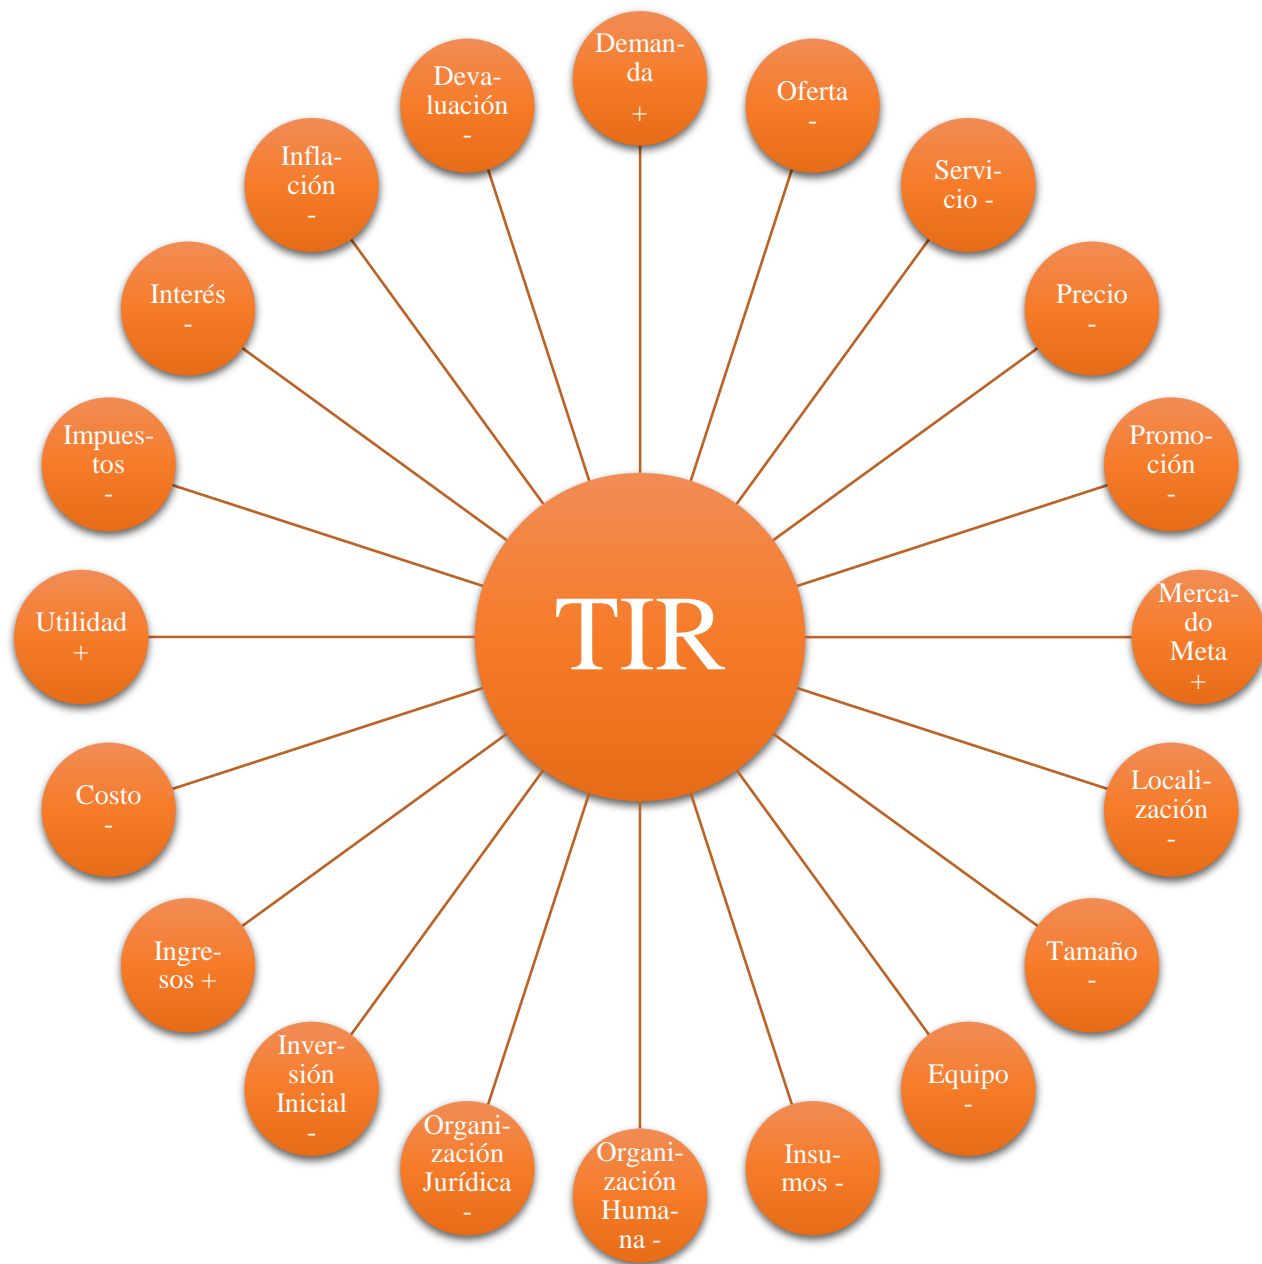 Deman-
da
+
Oferta
-
Servi-
cio -
Precio
-
Promo-
ción
-
Merca-
do
Meta
+
Locali-
zación
-
Tamaño
-
Equipo
-
Insu-
mos -
Organi-
zación
Huma-
na -
Organi-
zación
Jurídica
-
Inver-
sión
Inicial
-
Ingre-
sos +
Costo
-
Utilidad
+
Impues-
tos
-
Interés
-
Infla-
ción
-
Deva-
luación
-
TIR